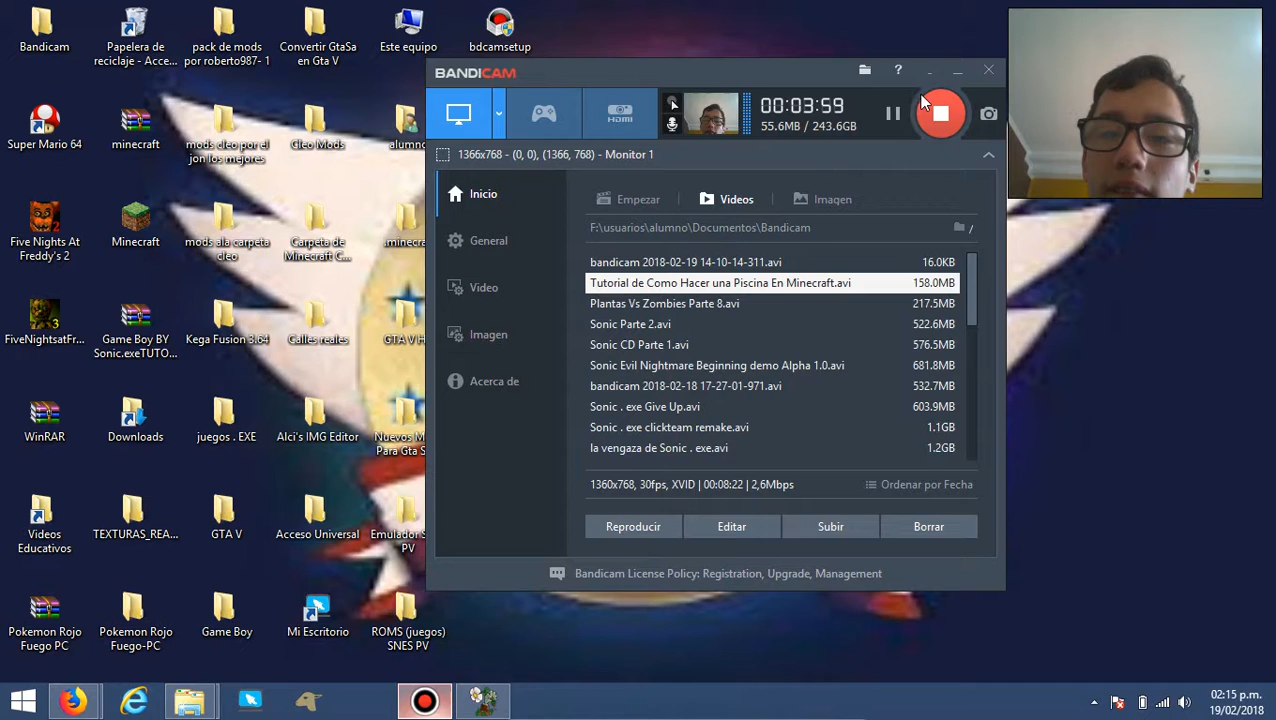 Bandicam
Papelera de
reciclaje - Acce...
pack de mods
por roberto987- 1
Convertir GtaSa
en Gta V
Este equipo
bdcamsetup
Super Mario 64
minecraft
mods cleo por el
jon los mejores
Cleo Mods
alumno
Five Nights At
Freddy's 2
Minecraft
mods ala carpeta
cleo
Carpeta de
Minecraft C...
.minecr
FiveNightsatFr...
Game Boy BY
Sonic.exeTUTO...
Kega Fusion 3.64
Calles reales
GTA V H
WinRAR
Downloads
juegos . EXE
Alci's IMG Editor
Nuevos M
Para Gta S
Videos
Educativos
TEXTURAS_REA...
GTA V
Acceso Universal
Emulador S
PV
Pokemon Rojo
Fuego PC
Pokemon Rojo
Fuego-PC
Game Boy
Mi Escritorio
ROMS (juegos)
SNES PV
BANDICAM
HDMI
00:03:59
55.6MB / 243.6GB
1366x768 - (0, 0), (1366, 768) - Monitor 1
Inicio
General
Video
Imagen
Acerca de
Empezar
Videos
Imagen
F:\usuarios\alumno\Documentos\Bandicam
/
bandicam 2018-02-19 14-10-14-311.avi 16.0KB
Tutorial de Como Hacer una Piscina En Minecraft.avi 158.0MB
Plantas Vs Zombies Parte 8.avi 217.5MB
Sonic Parte 2.avi 522.6MB
Sonic CD Parte 1.avi 576.5MB
Sonic Evil Nightmare Beginning demo Alpha 1.0.avi 681.8MB
bandicam 2018-02-18 17-27-01-971.avi 532.7MB
Sonic . exe Give Up.avi 603.9MB
Sonic . exe clickteam remake.avi 1.1GB
la vengaza de Sonic . exe.avi 1.2GB
1360x768, 30fps, XVID | 00:08:22 | 2,6Mbps
Ordenar por Fecha
Reproducir
Editar
Subir
Borrar
Bandicam License Policy: Registration, Upgrade, Management
02:15 p.m.
19/02/2018